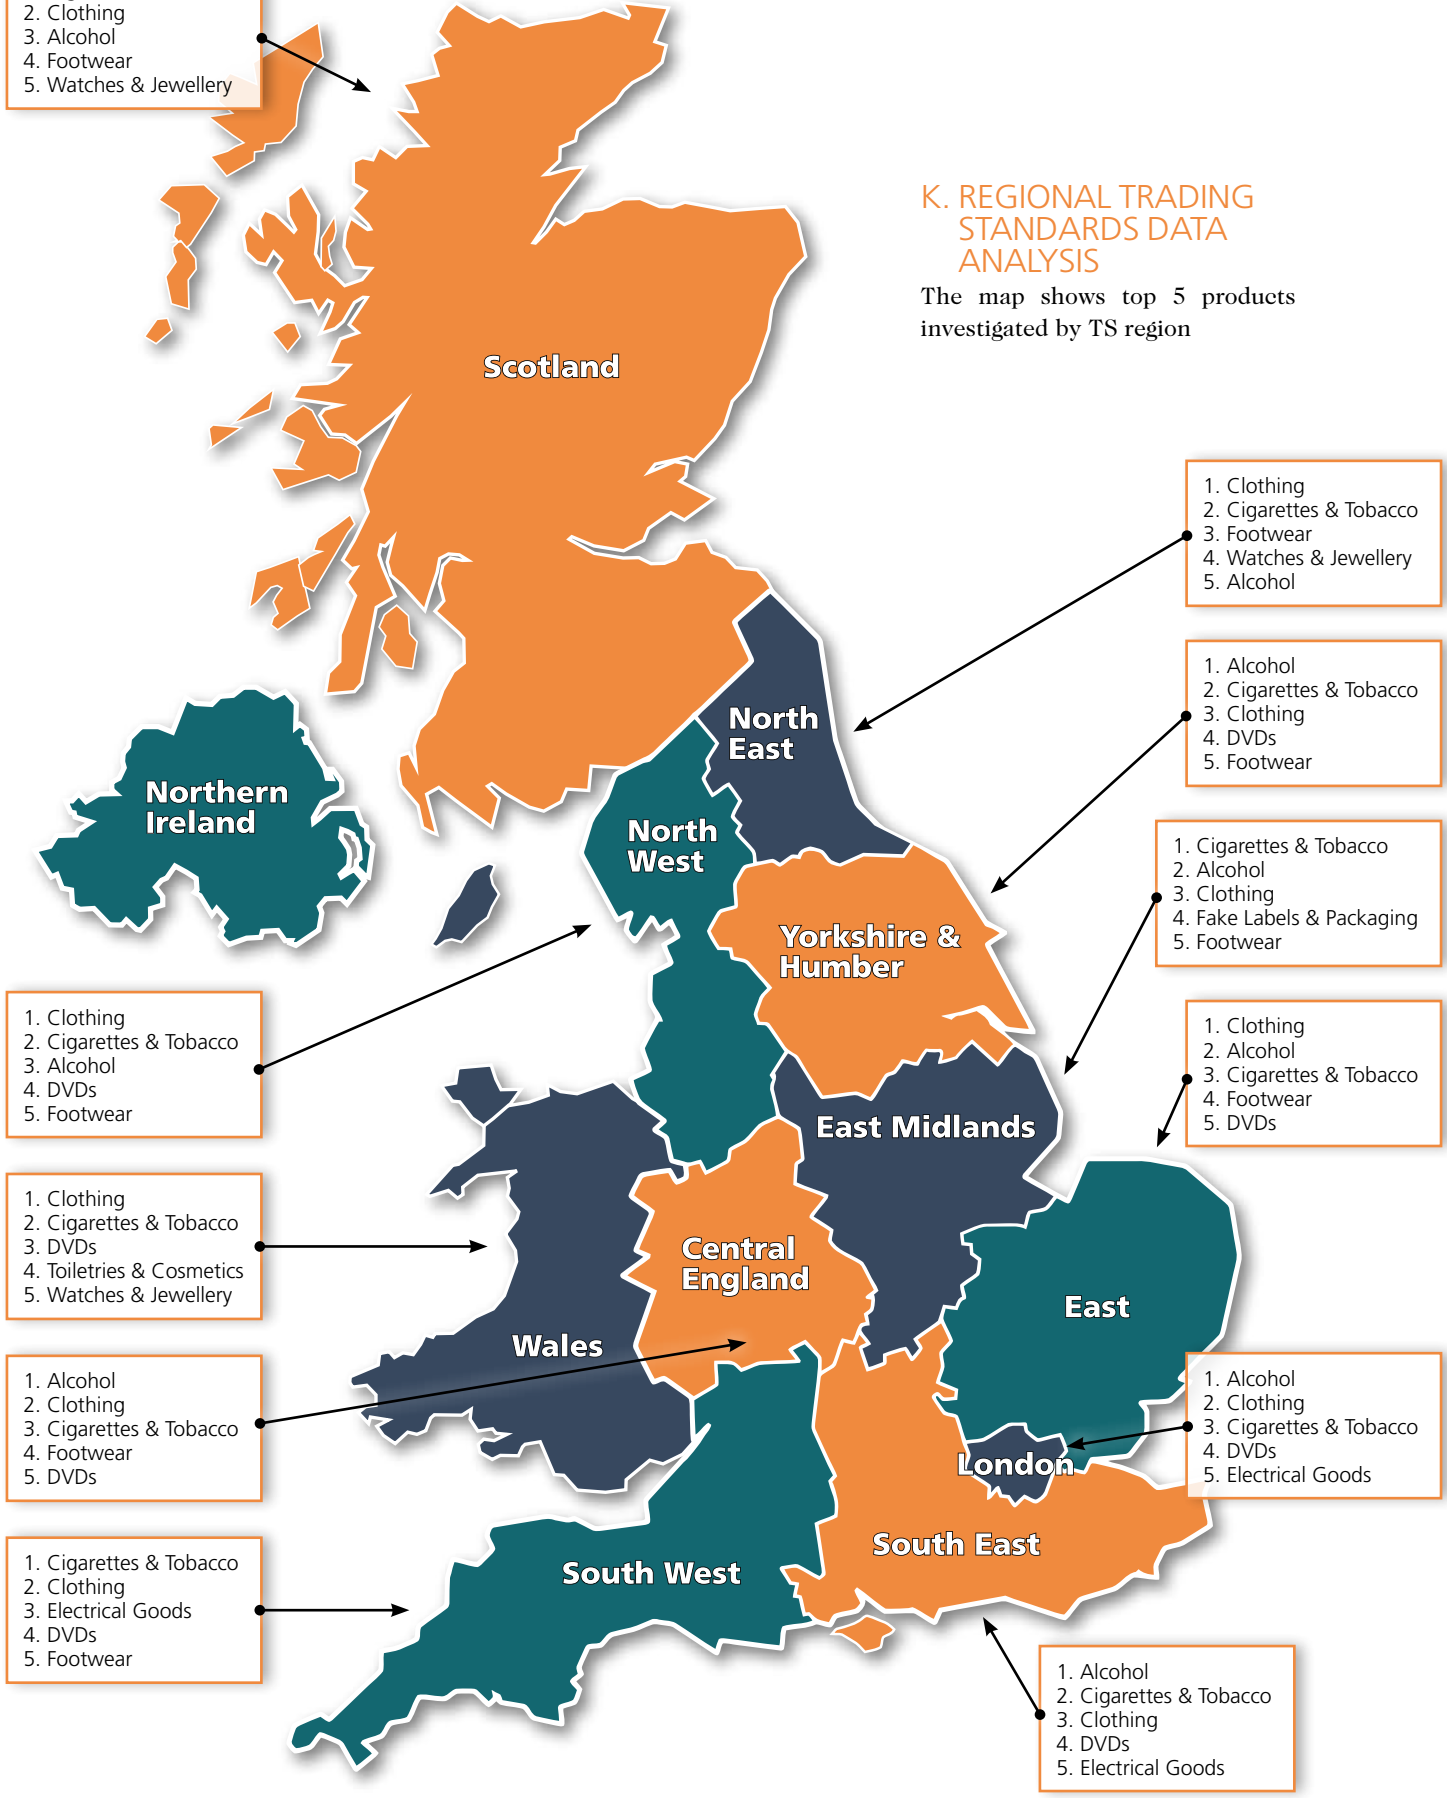 2. Clothing
3. Alcohol
4. Footwear
5. Watches & Jewellery
K. REGIONAL TRADING
STANDARDS DATA
ANALYSIS
The map shows top 5 products
investigated by TS region
Scotland
1. Clothing
2. Cigarettes & Tobacco
3. Footwear
4. Watches & Jewellery
5. Alcohol
1. Alcohol
2. Cigarettes & Tobacco
3. Clothing
4. DVDs
5. Footwear
North
East
Northern
Ireland
North
West
1. Cigarettes & Tobacco
2. Alcohol
3. Clothing
4. Fake Labels & Packaging
5. Footwear
Yorkshire &
Humber
1. Clothing
2. Cigarettes & Tobacco
3. Alcohol
4. DVDs
5. Footwear
1. Clothing
2. Alcohol
3. Cigarettes & Tobacco
4. Footwear
5. DVDs
East Midlands
1. Clothing
2. Cigarettes & Tobacco
3. DVDs
4. Toiletries & Cosmetics
5. Watches & Jewellery
Central
England
East
Wales
1. Alcohol
2. Clothing
3. Cigarettes & Tobacco
4. Footwear
5. DVDs
1. Alcohol
2. Clothing
3. Cigarettes & Tobacco
4. DVDs
5. Electrical Goods
London
South East
South West
1. Cigarettes & Tobacco
2. Clothing
3. Electrical Goods
4. DVDs
5. Footwear
1. Alcohol
2. Cigarettes & Tobacco
3. Clothing
4. DVDs
5. Electrical Goods